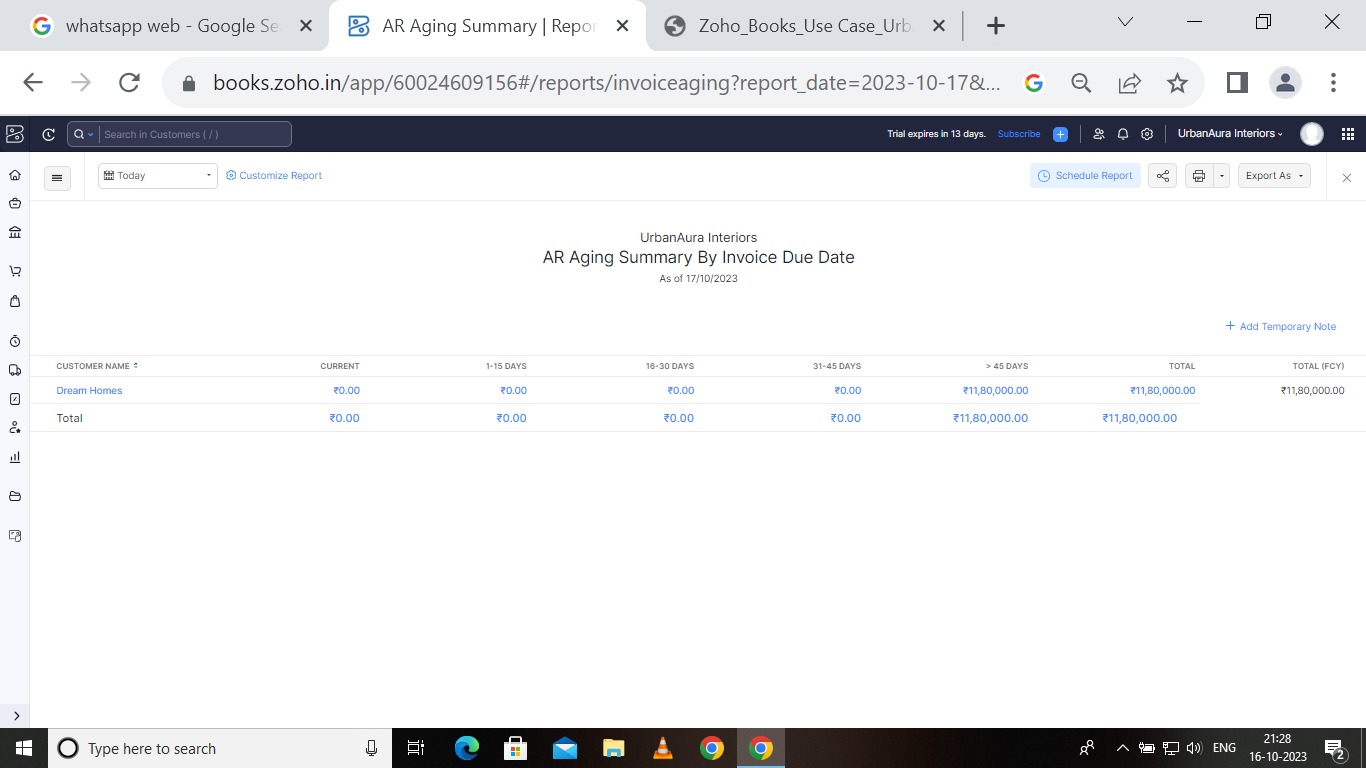 whatsapp web - Google Se
AR Aging Summary | Repor
Zoho_Books_Use Case_Urb
books.zoho.in/app/60024609156#/reports/invoiceaging?report_date=2023-10-17&...
Search in Customers ( / )
Trial expires in 13 days. Subscribe
UrbanAura Interiors
Today
Customize Report
Schedule Report
Export As
UrbanAura Interiors
AR Aging Summary By Invoice Due Date
As of 17/10/2023
+ Add Temporary Note
CUSTOMER NAME CURRENT 1-15 DAYS 16-30 DAYS 31-45 DAYS > 45 DAYS TOTAL TOTAL (FCY)
Dream Homes ₹0.00 ₹0.00 ₹0.00 ₹0.00 ₹11,80,000.00 ₹11,80,000.00 ₹11,80,000.00
Total ₹0.00 ₹0.00 ₹0.00 ₹0.00 ₹11,80,000.00 ₹11,80,000.00
Type here to search
ENG
21:28
16-10-2023
2